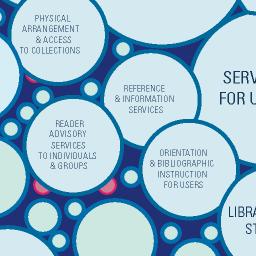 PHYSICAL
ARRANGEMENT
& ACCESS
TO COLLECTIONS
REFERENCE
& INFORMATION
SERVICES
SERV
FOR U
READER
ADVISORY
SERVICES
TO INDIVIDUALS
& GROUPS
ORIENTATION
& BIBLIOGRAPHIC
INSTRUCTION
FOR USERS
LIBRA
ST